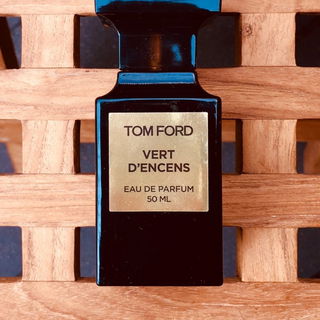 TOM FORD
VERT
D'ENCENS
EAU DE PARFUM
50 ML